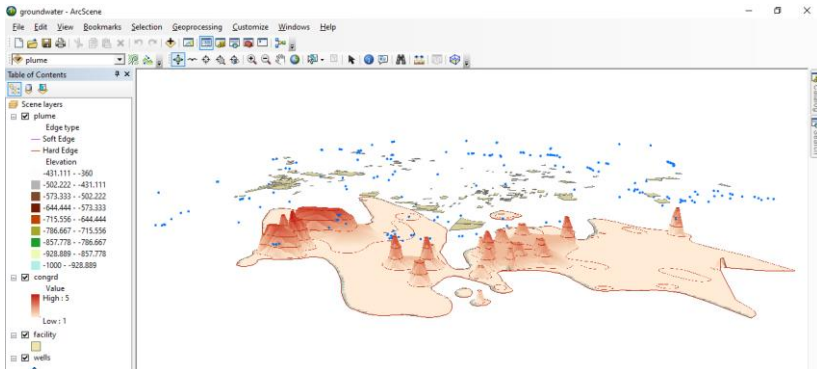 groundwater - ArcScene
File Edit View Bookmarks Selection Geoprocessing Customize Windows Help
plume
Table of Contents
Scene layers
plume
Edge type
Soft Edge
Hard Edge
Elevation
-431.111 - -360
-502.222 - -431.111
-573.333 - -502.222
-644.444 - -573.333
-715.556 - -644.444
-786.667 - -715.556
-857.778 - -786.667
-928.889 - -857.778
-1000 - -928.889
congrd
Value
High : 5
Low : 1
facility
wells